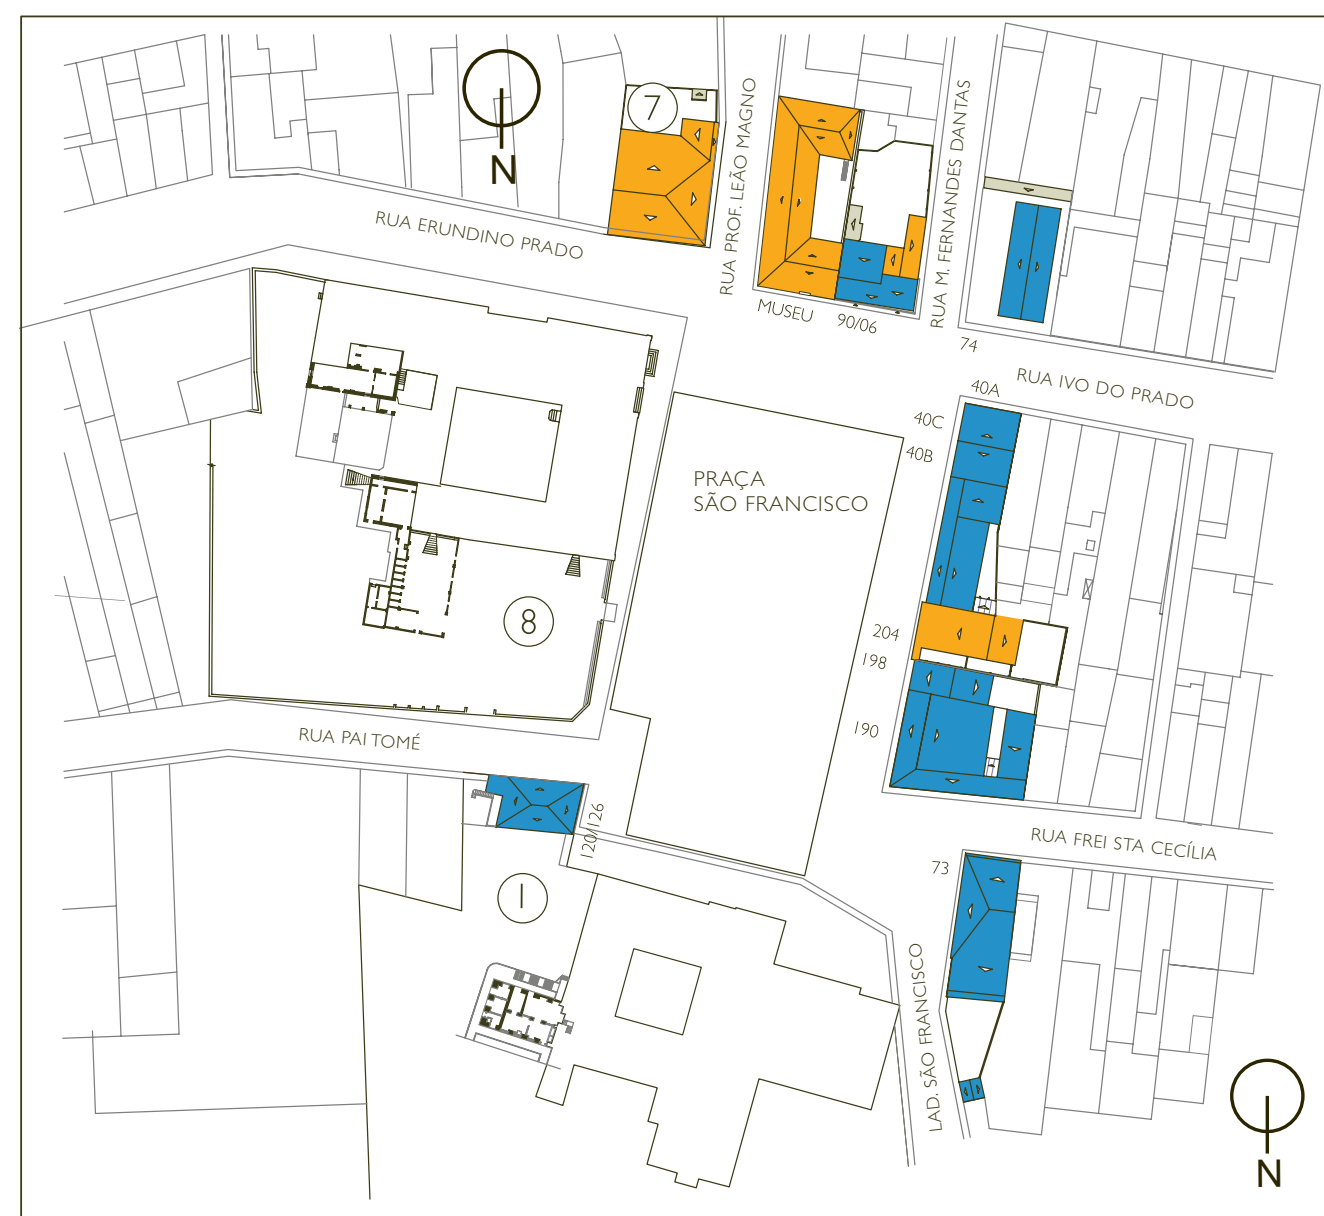 7
N
RUA PROF. LEÃO MAGNO
RUA M. FERNANDES DANTAS
RUA ERUNDINO PRADO
MUSEU
90/06
74
RUA IVO DO PRADO
40A
40C
40B
PRAÇA
SÃO FRANCISCO
8
204
198
190
RUA PAI TOMÉ
120/126
RUA FREI STA CECÍLIA
73
1
LAD. SÃO FRANCISCO
N